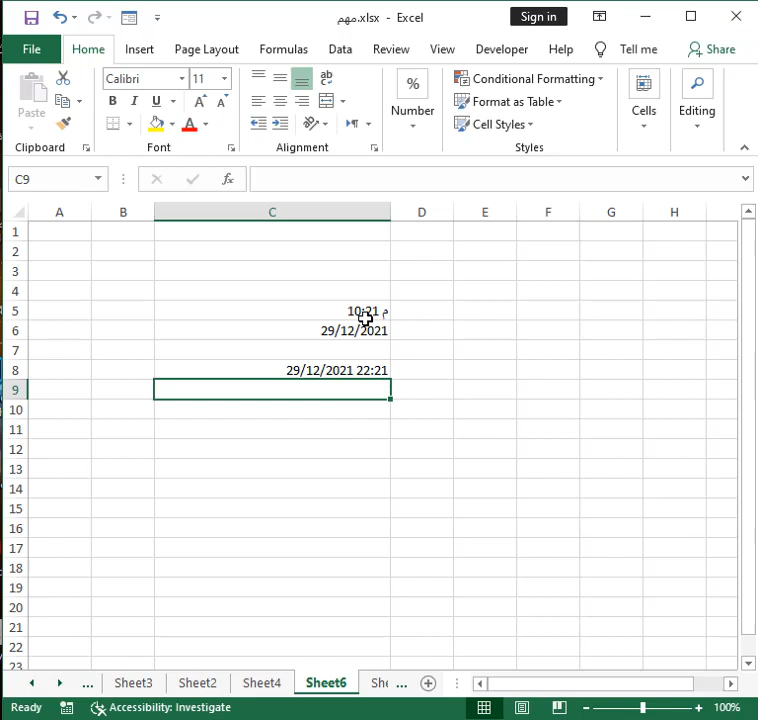 مهم.xlsx - Excel
Sign in
File Home Insert Page Layout Formulas Data Review View Developer Help Tell me Share
Paste
Calibri 11
B I U A A
A
ab
%
Number
Conditional Formatting
Format as Table
Cell Styles
Cells
Editing
Clipboard Font Alignment Styles
C9 fx
A B C D E F G H
1
2
3
4
5 10:21 م
6 29/12/2021
7
8 29/12/2021 22:21
9
10
11
12
13
14
15
16
17
18
19
20
21
22
23
... Sheet3 Sheet2 Sheet4 Sheet6 She ...
Ready Accessibility: Investigate 100%